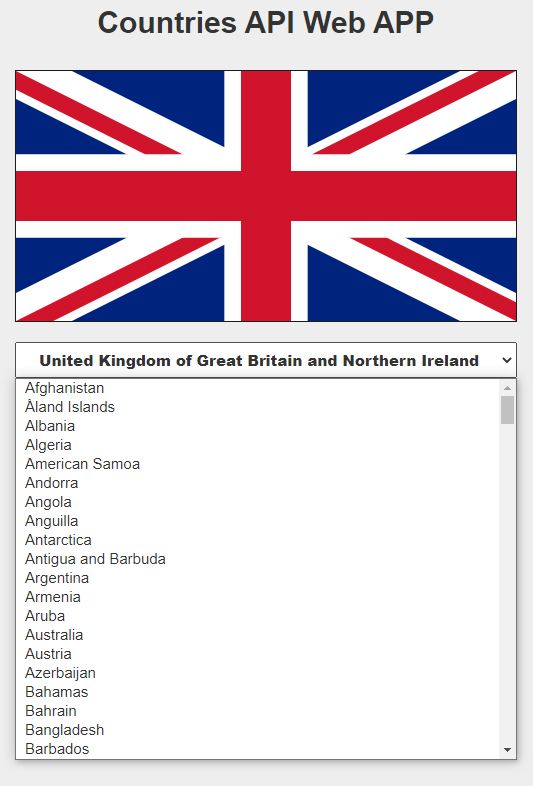 Countries API Web APP
United Kingdom of Great Britain and Northern Ireland
Afghanistan
Åland Islands
Albania
Algeria
American Samoa
Andorra
Angola
Anguilla
Antarctica
Antigua and Barbuda
Argentina
Armenia
Aruba
Australia
Austria
Azerbaijan
Bahamas
Bahrain
Bangladesh
Barbados